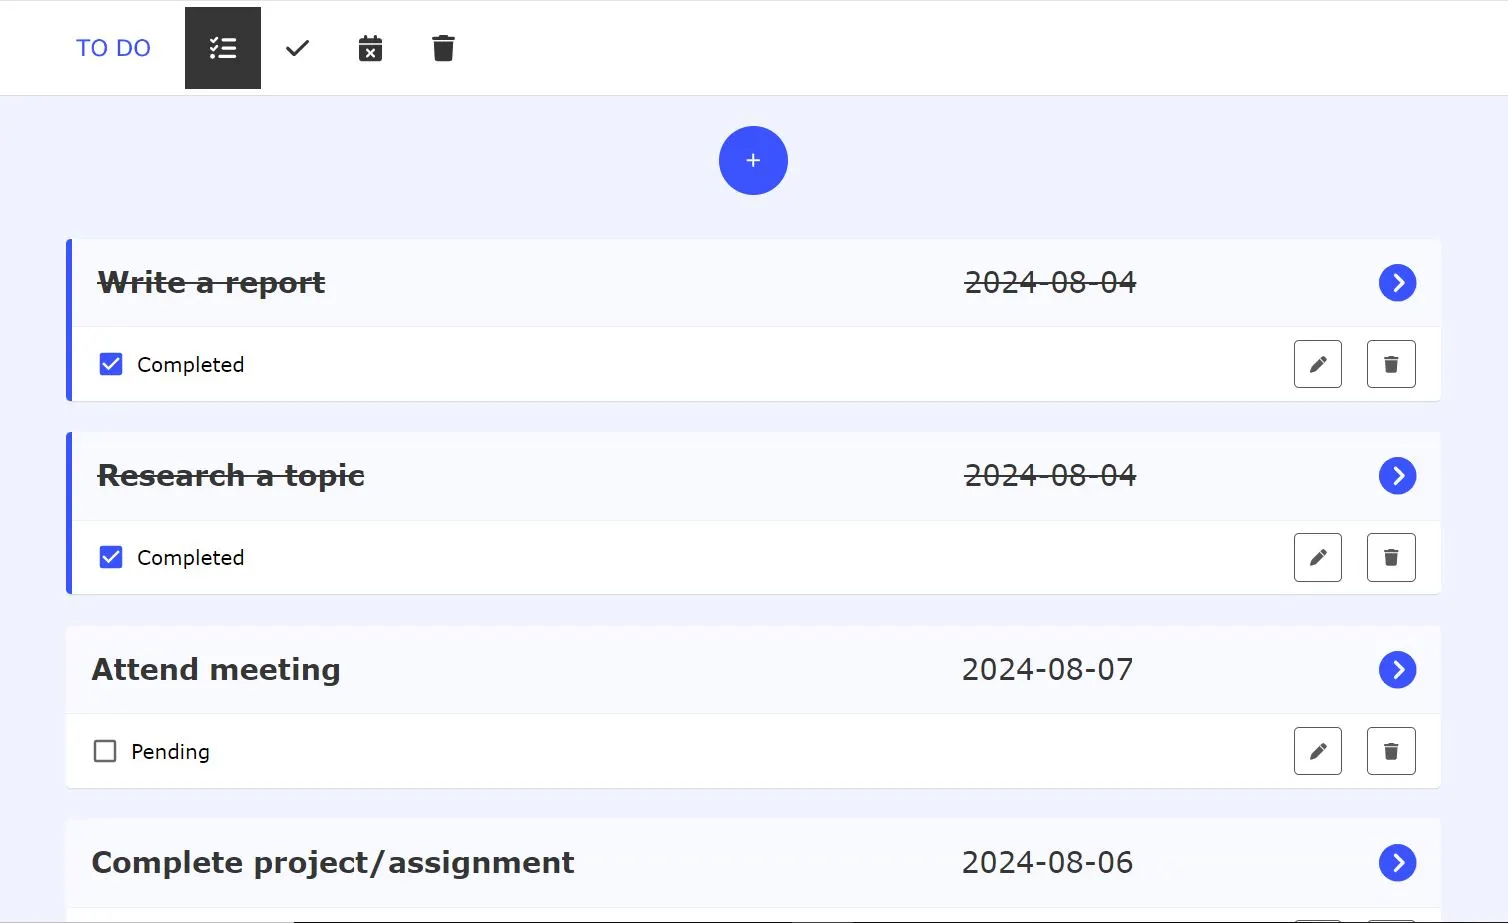 TO DO
+
Write a report 2024-08-04
Completed
Research a topic 2024-08-04
Completed
Attend meeting 2024-08-07
Pending
Complete project/assignment 2024-08-06